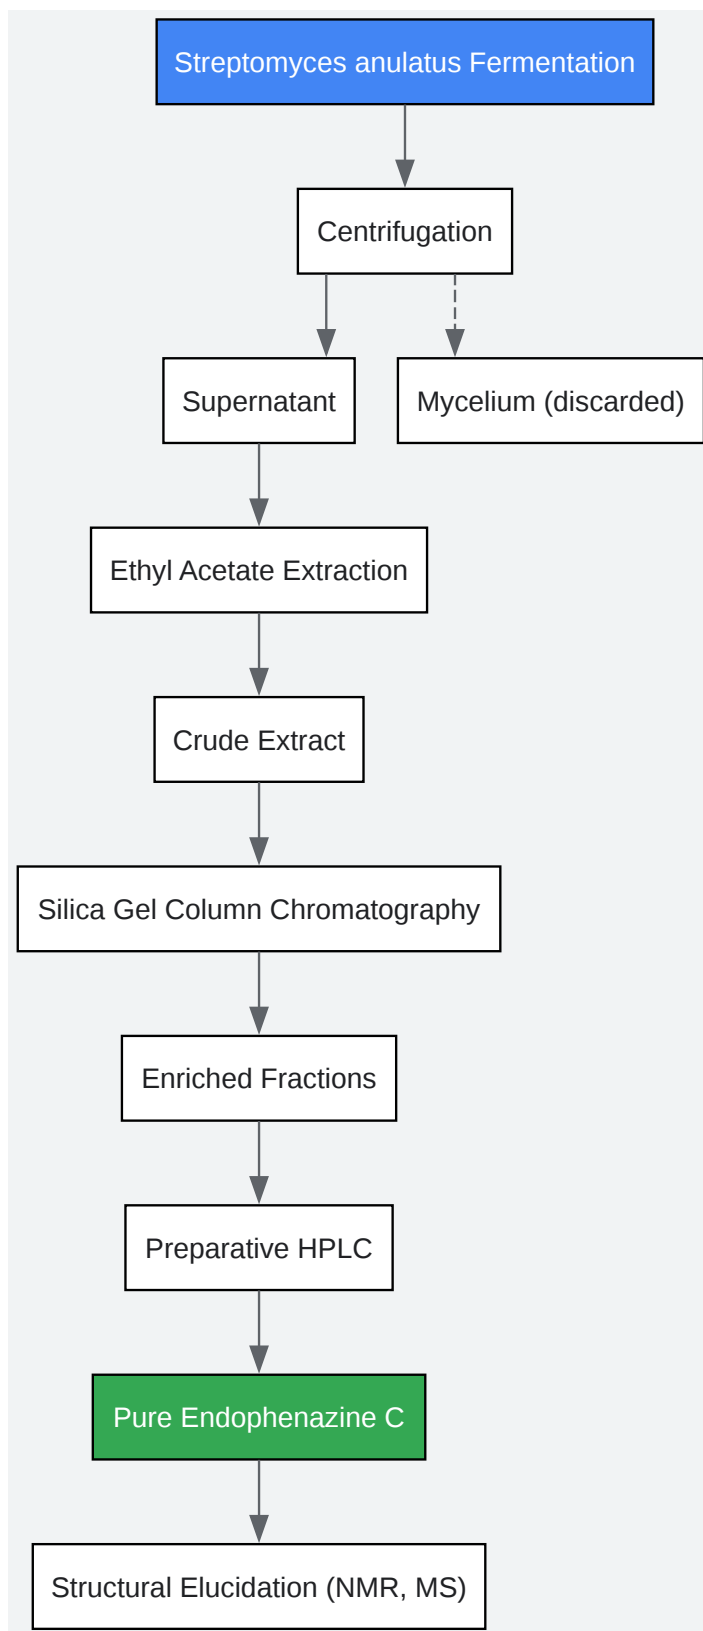 Streptomyces anulatus Fermentation
Centrifugation
Supernatant
Mycelium (discarded)
Ethyl Acetate Extraction
Crude Extract
Silica Gel Column Chromatography
Enriched Fractions
Preparative HPLC
Pure Endophenazine C
Structural Elucidation (NMR, MS)